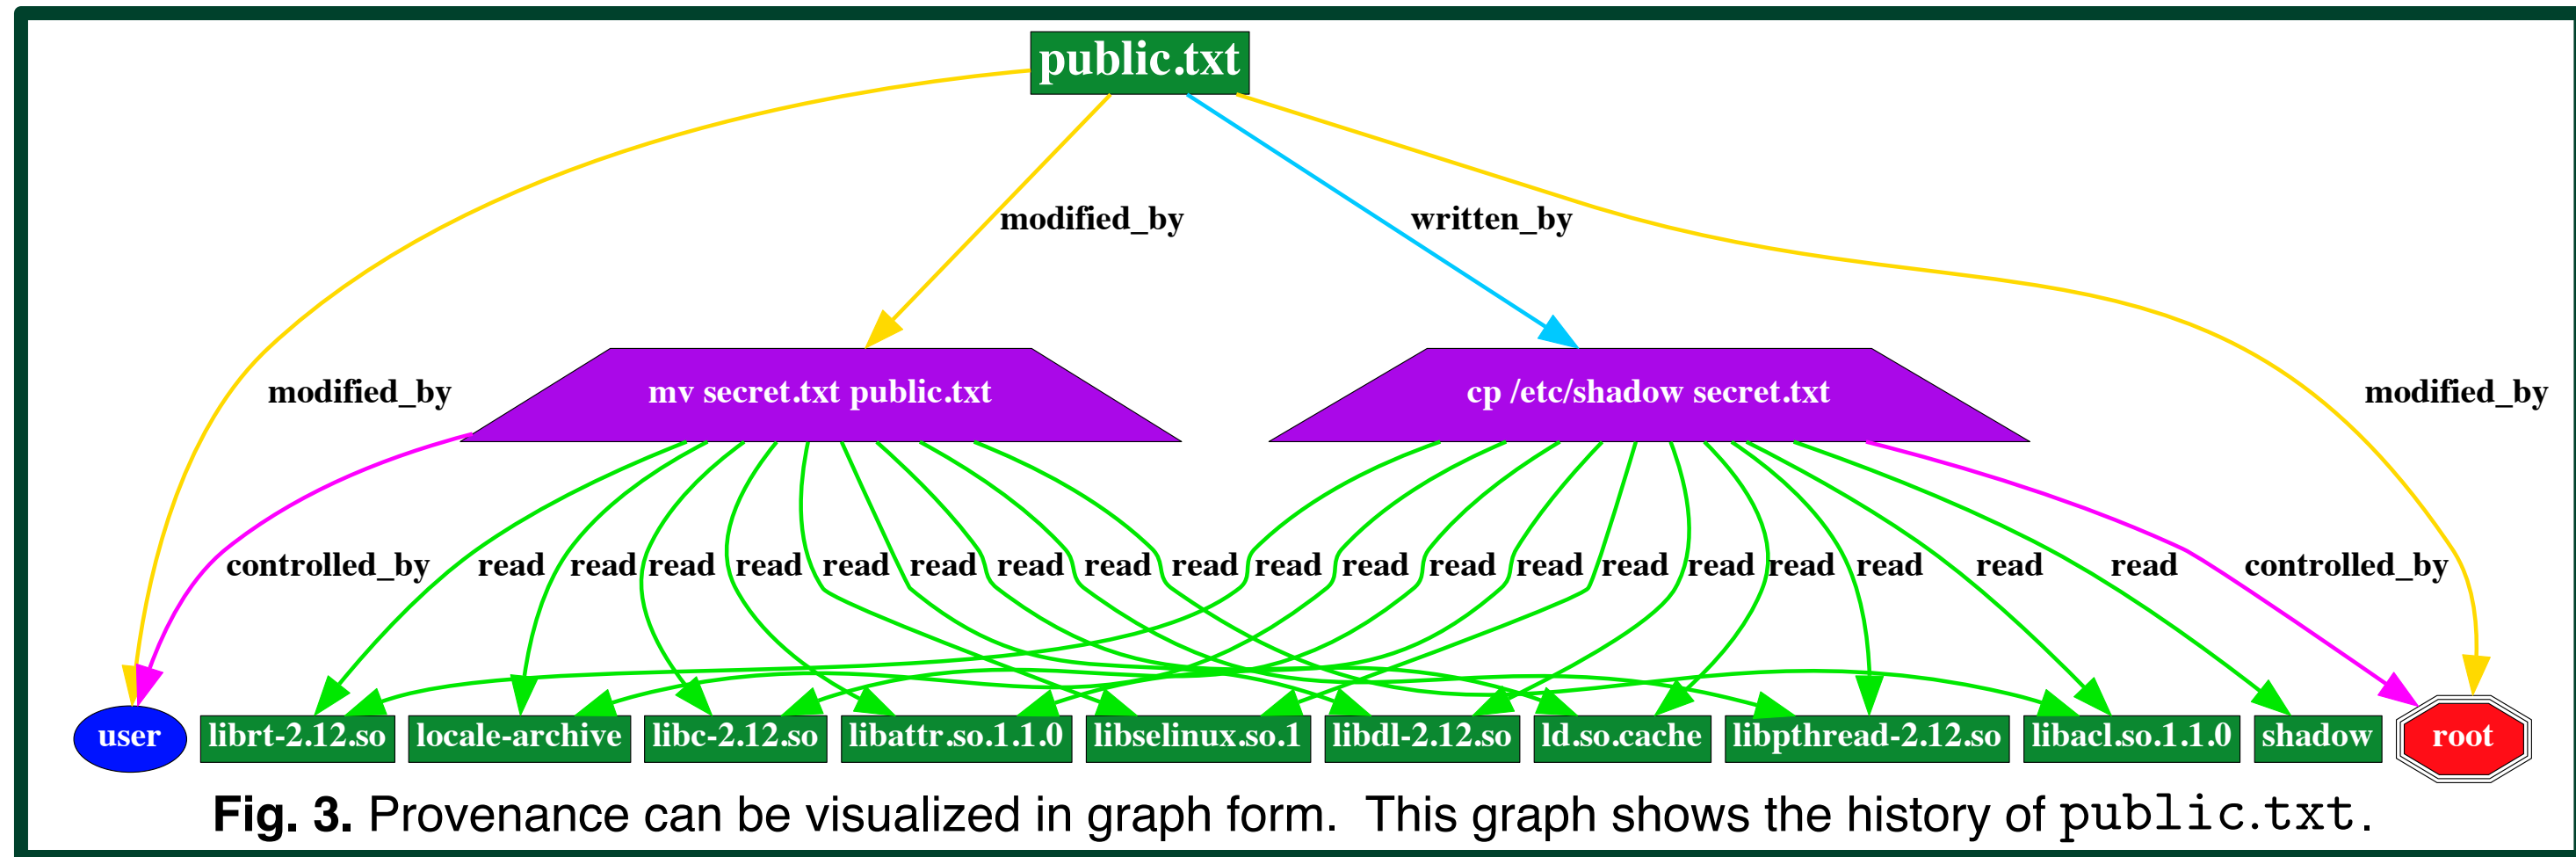 public.txt
modified_by written_by
modified_by mv secret.txt public.txt cp /etc/shadow secret.txt modified_by
controlled_by read read read read read read read read read read read read read read read read read read read controlled_by
user librt-2.12.so locale-archive libc-2.12.so libattr.so.1.1.0 libselinux.so.1 libdl-2.12.so ld.so.cache libpthread-2.12.so libacl.so.1.1.0 shadow root
Fig. 3. Provenance can be visualized in graph form. This graph shows the history of public.txt.